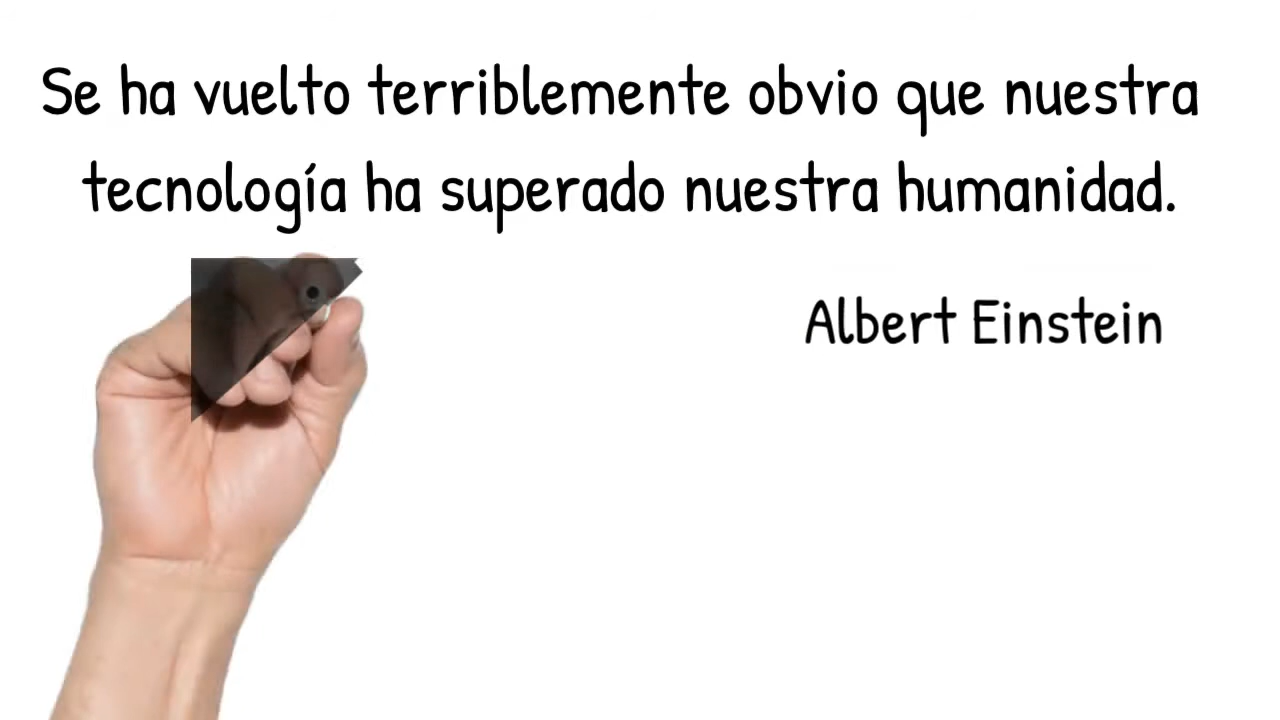 Se ha vuelto terriblemente obvio que nuestra
tecnología ha superado nuestra humanidad.
Albert Einstein